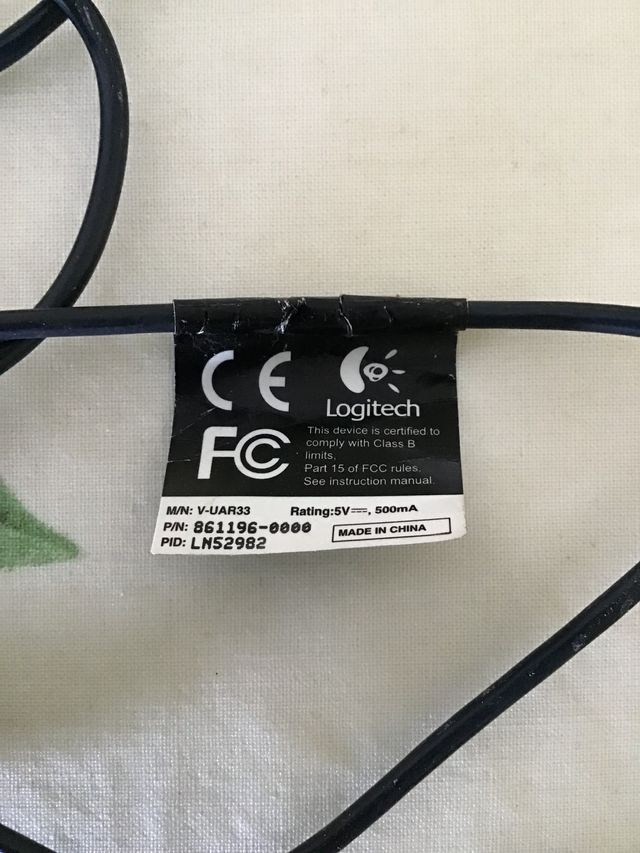 CE
Logitech
FC
This device is certified to
comply with Class B
limits,
Part 15 of FCC rules.
See instruction manual.
M/N: V-UAR33 Rating:5V⎓, 500mA
P/N: 861196-0000
MADE IN CHINA
PID: LN52982